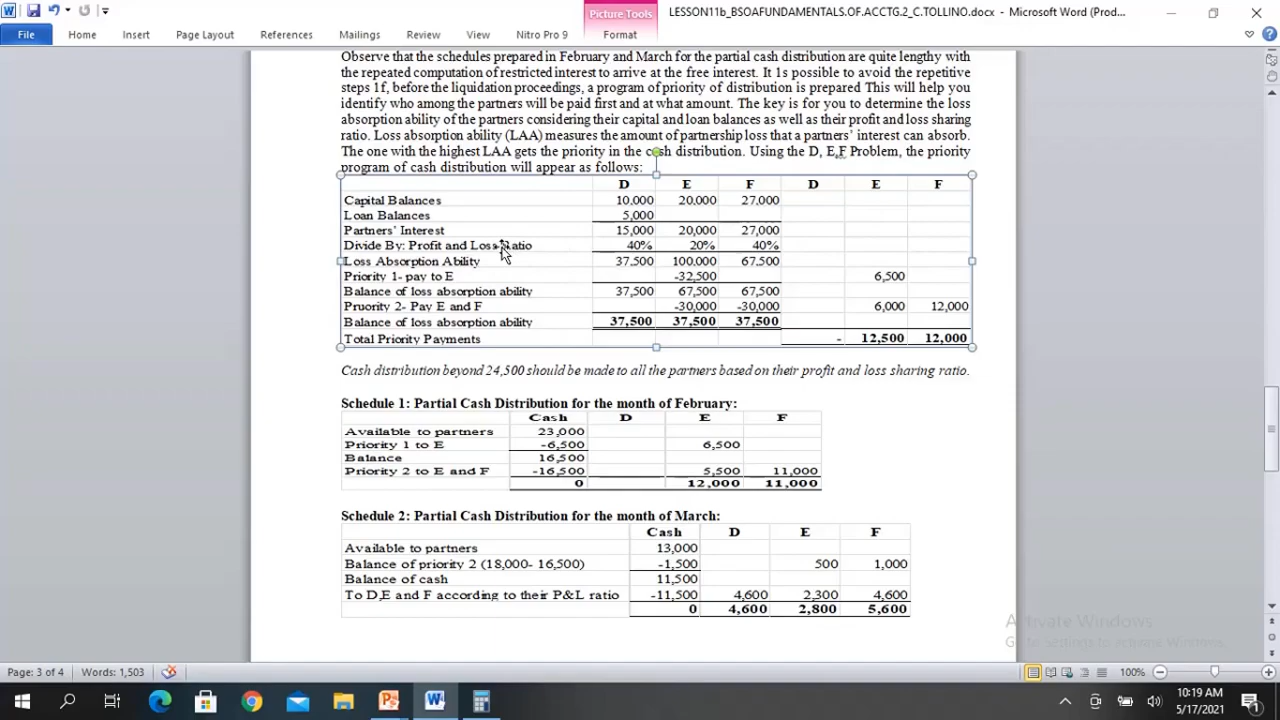 Picture Tools
LESSON11b_BSOAFUNDAMENTALS.OF.ACCTG.2_C.TOLLINO.docx - Microsoft Word (Prod...
File Home Insert Page Layout References Mailings Review View Nitro Pro 9 Format
Observe that the schedules prepared in February and March for the partial cash distribution are quite lengthy with
the repeated computation of restricted interest to arrive at the free interest. It 1s possible to avoid the repetitive
steps 1f, before the liquidation proceedings, a program of priority of distribution is prepared This will help you
identify who among the partners will be paid first and at what amount. The key is for you to determine the loss
absorption ability of the partners considering their capital and loan balances as well as their profit and loss sharing
ratio. Loss absorption ability (LAA) measures the amount of partnership loss that a partners' interest can absorb.
The one with the highest LAA gets the priority in the cash distribution. Using the D, E,F Problem, the priority
program of cash distribution will appear as follows:
D E F D E F
Capital Balances 10.000 20,000 27,000
Loan Balances 5,000
Partners' Interest 15,000 20,000 27,000
Divide By: Profit and Loss Ratio 40% 20% 40%
Loss Absorption Ability 37.500 100,000 67.500
Priority 1- pay to E -32,500 6,500
Balance of loss absorption ability 37,500 67,500 67,500
Pruority 2- Pay E and F -30,000 -30,000 6,000 12,000
Balance of loss absorption ability 37,500 37,500 37,500
Total Priority Payments - 12,500 12,000
Cash distribution beyond 24,500 should be made to all the partners based on their profit and loss sharing ratio.
Schedule 1: Partial Cash Distribution for the month of February:
Cash D E F
Available to partners 23,000
Priority 1 to E -6,500 6,500
Balance 16,500
Priority 2 to E and F -16,500 5,500 11,000
0 12,000 11,000
Schedule 2: Partial Cash Distribution for the month of March:
Cash D E F
Available to partners 13,000
Balance of priority 2 (18,000- 16,500) -1,500 500 1,000
Balance of cash 11,500
To D,E and F according to their P&L ratio -11,500 4,600 2,300 4,600
0 4,600 2,800 5,600
Activate Windows
Go to Settings to Activate Windows.
Page: 3 of 4 Words: 1,503 100%
10:19 AM
5/17/2021